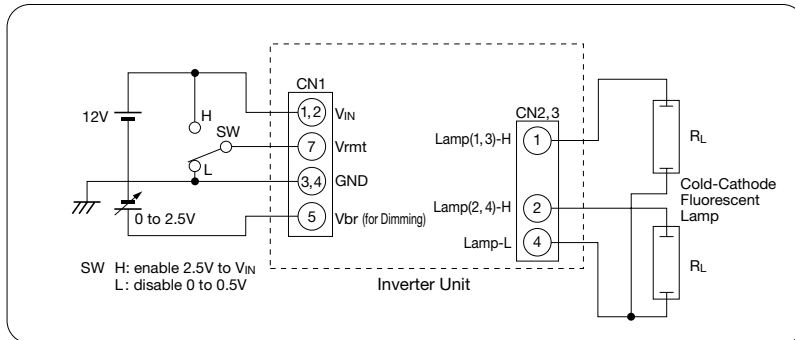 CN1
12V
H
1, 2
VIN
SW
7
Vrmt
L
3, 4
GND
0 to 2.5V
5
Vbr (for Dimming)
SW H: enable 2.5V to VIN
L: disable 0 to 0.5V
CN2, 3
Lamp(1, 3)-H
1
Lamp(2, 4)-H
2
Lamp-L
4
Inverter Unit
RL
Cold-Cathode
Fluorescent
Lamp
RL